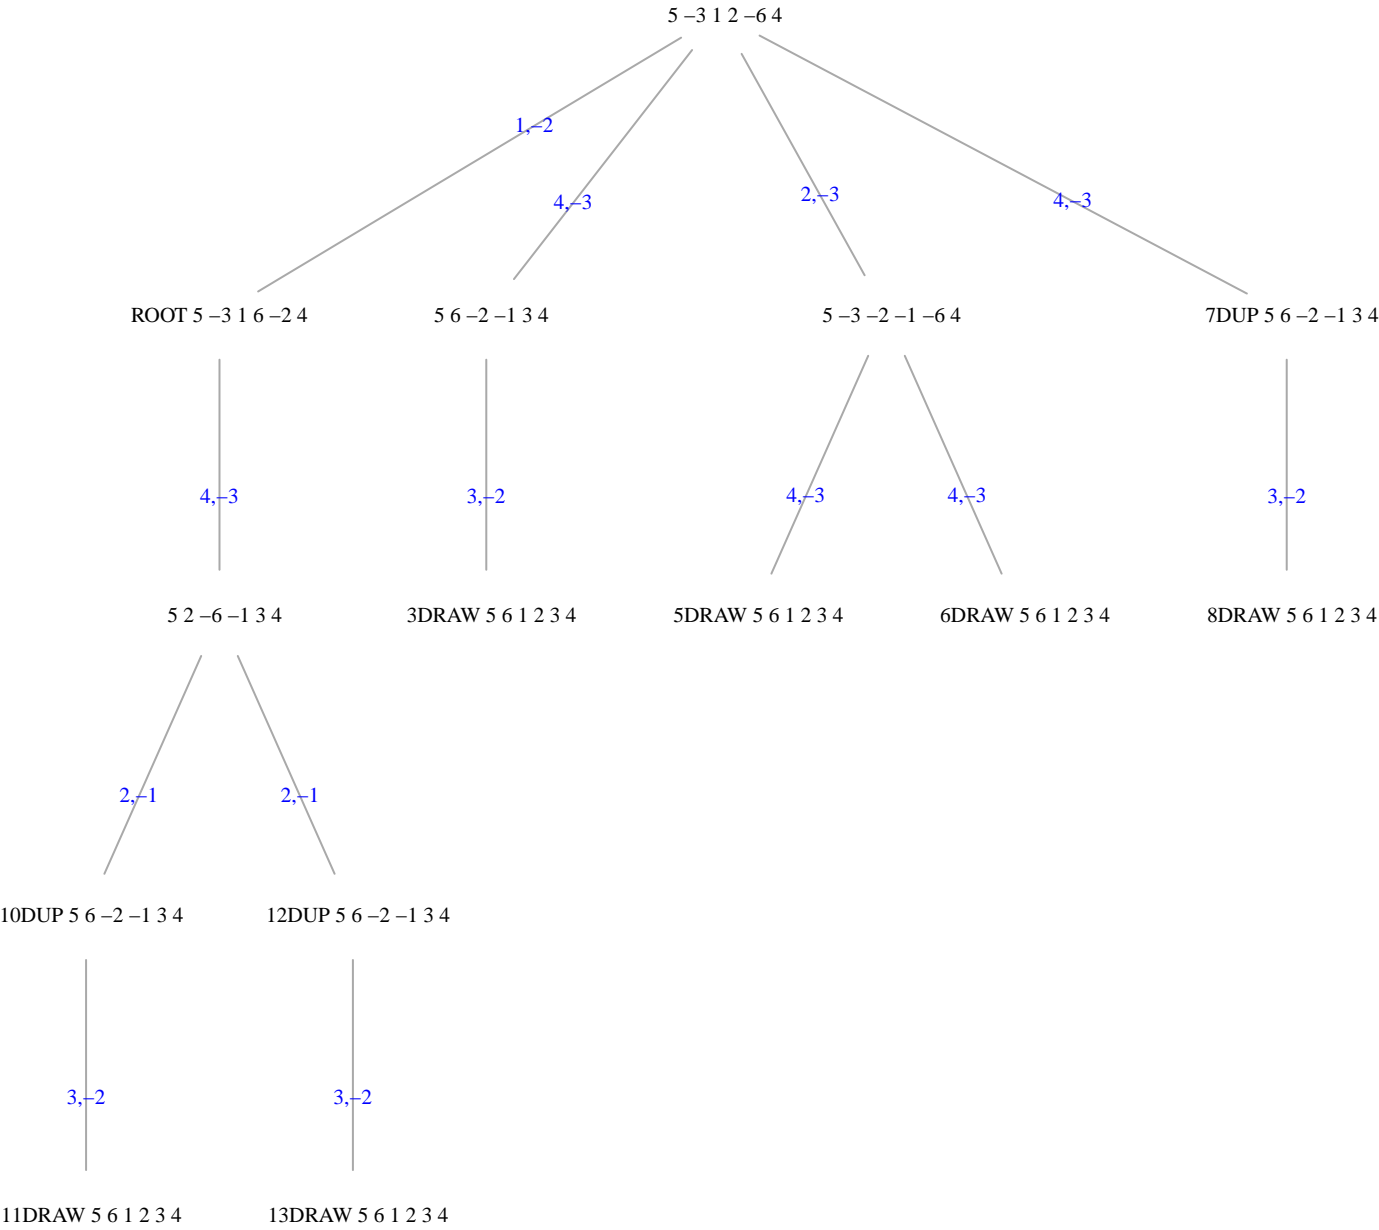 5 –3 1 2 –6 4
1,–2
4,–3
2,–3
4,–3
ROOT 5 –3 1 6 –2 4
5 6 –2 –1 3 4
5 –3 –2 –1 –6 4
7DUP 5 6 –2 –1 3 4
4,–3
3,–2
4,–3
4,–3
3,–2
5 2 –6 –1 3 4
3DRAW 5 6 1 2 3 4
5DRAW 5 6 1 2 3 4
6DRAW 5 6 1 2 3 4
8DRAW 5 6 1 2 3 4
2,–1
2,–1
10DUP 5 6 –2 –1 3 4
12DUP 5 6 –2 –1 3 4
3,–2
3,–2
11DRAW 5 6 1 2 3 4
13DRAW 5 6 1 2 3 4